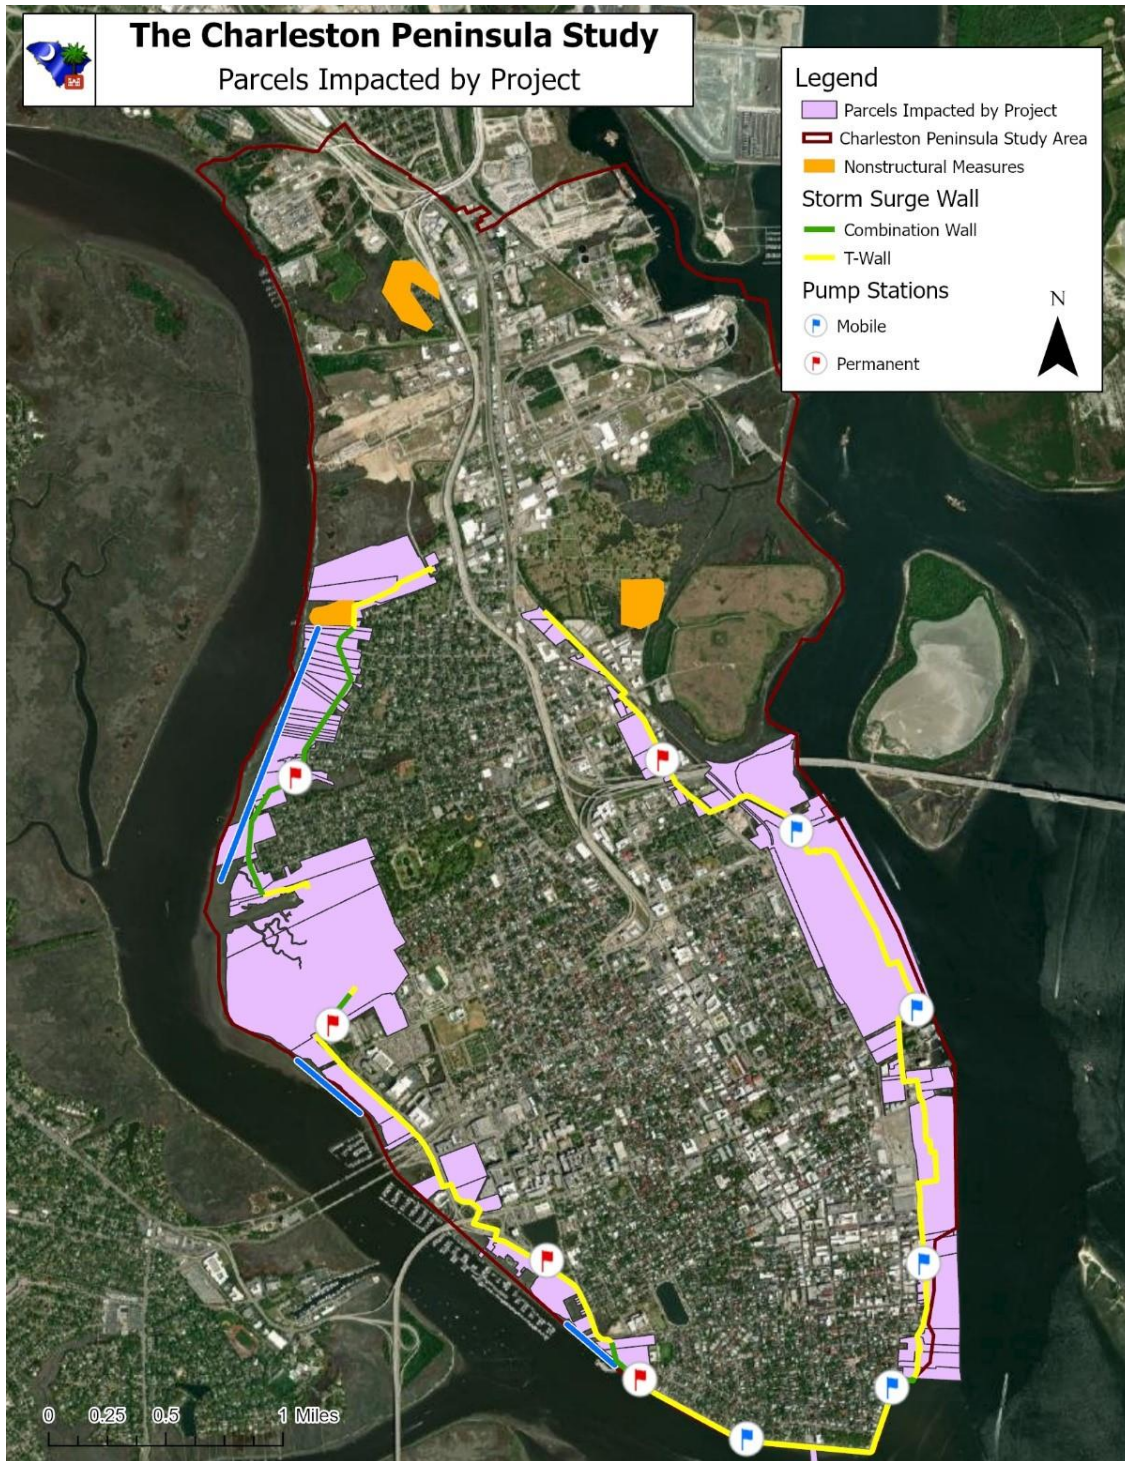 The Charleston Peninsula Study
Parcels Impacted by Project
Legend
Parcels Impacted by Project
Charleston Peninsula Study Area
Nonstructural Measures
Storm Surge Wall
Combination Wall
T-Wall
Pump Stations
Mobile
Permanent
N
0 0.25 0.5 1 Miles